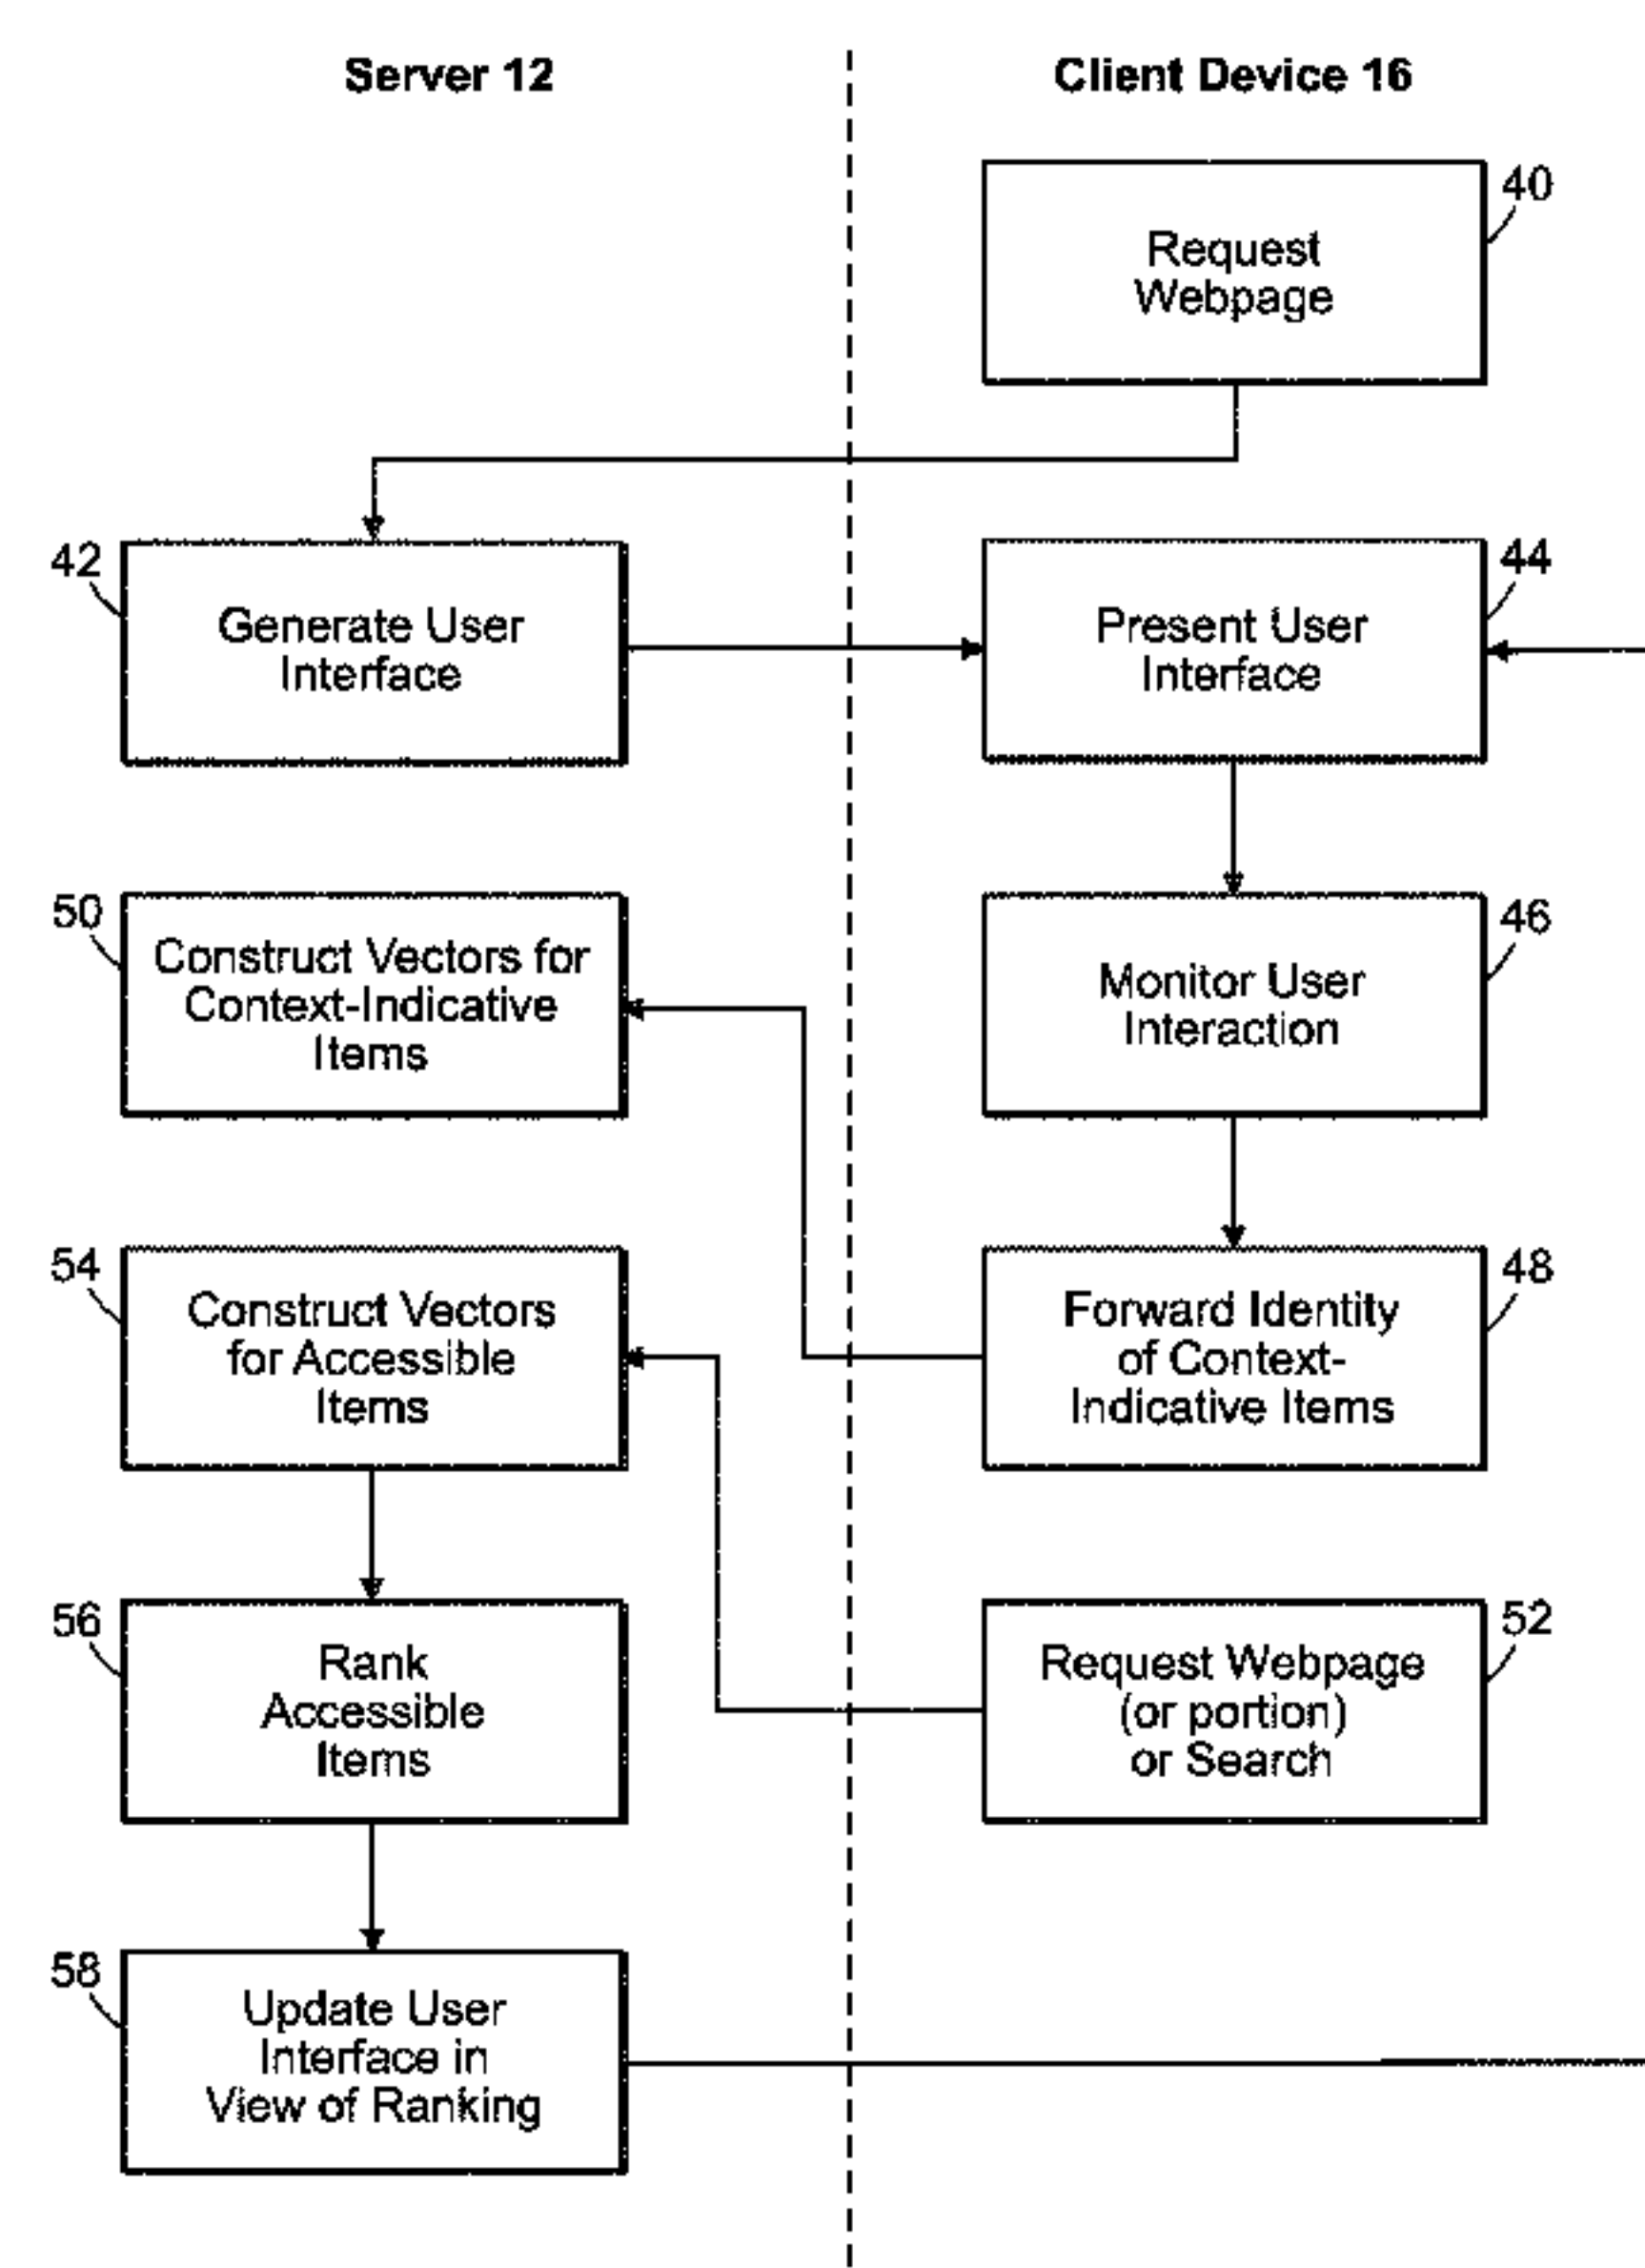 Server 12
Client Device 16
40
Request
Webpage
42
Generate User
Interface
44
Present User
Interface
50
Construct Vectors for
Context-Indicative
Items
46
Monitor User
Interaction
54
Construct Vectors
for Accessible
Items
48
Forward Identity
of Context-
Indicative Items
56
Rank
Accessible
Items
52
Request Webpage
(or portion)
or Search
58
Update User
Interface in
View of Ranking